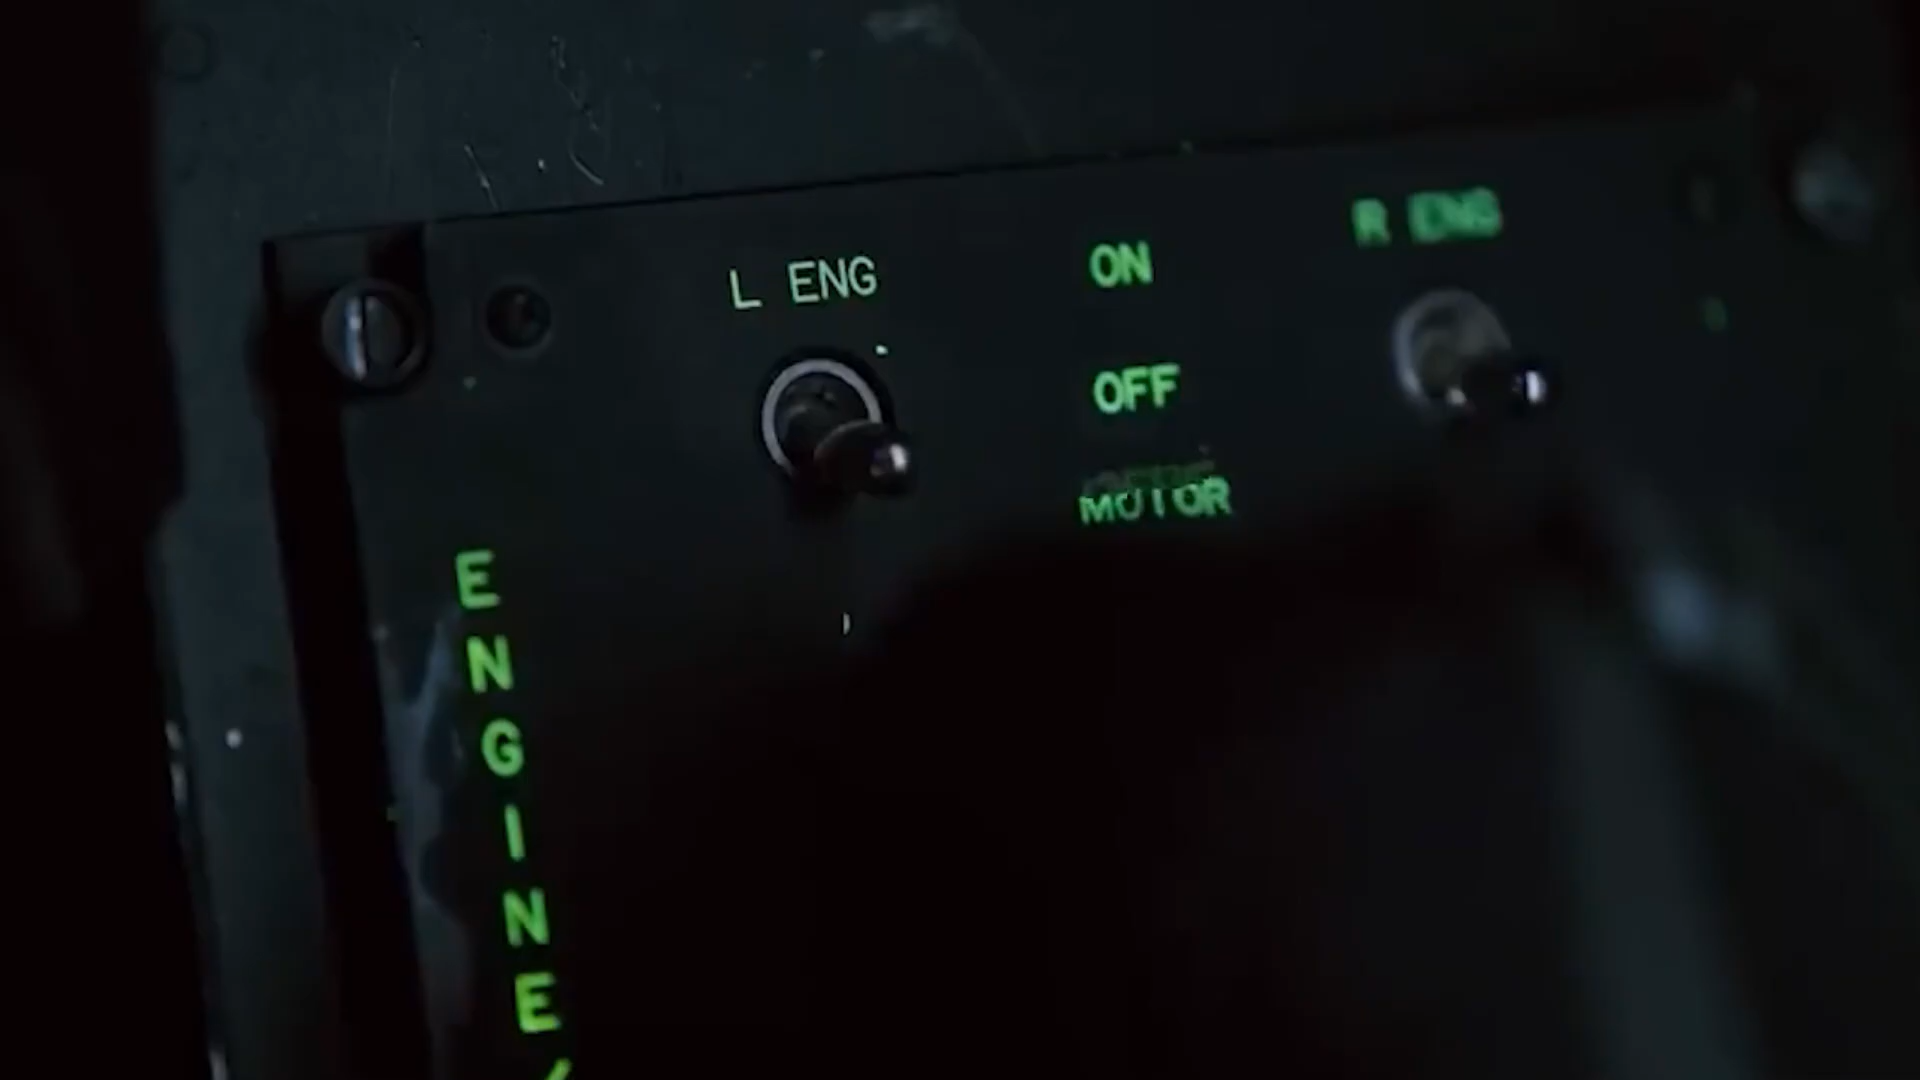 L ENG
ON
R ENG
OFF
MOTOR
ENGINE/